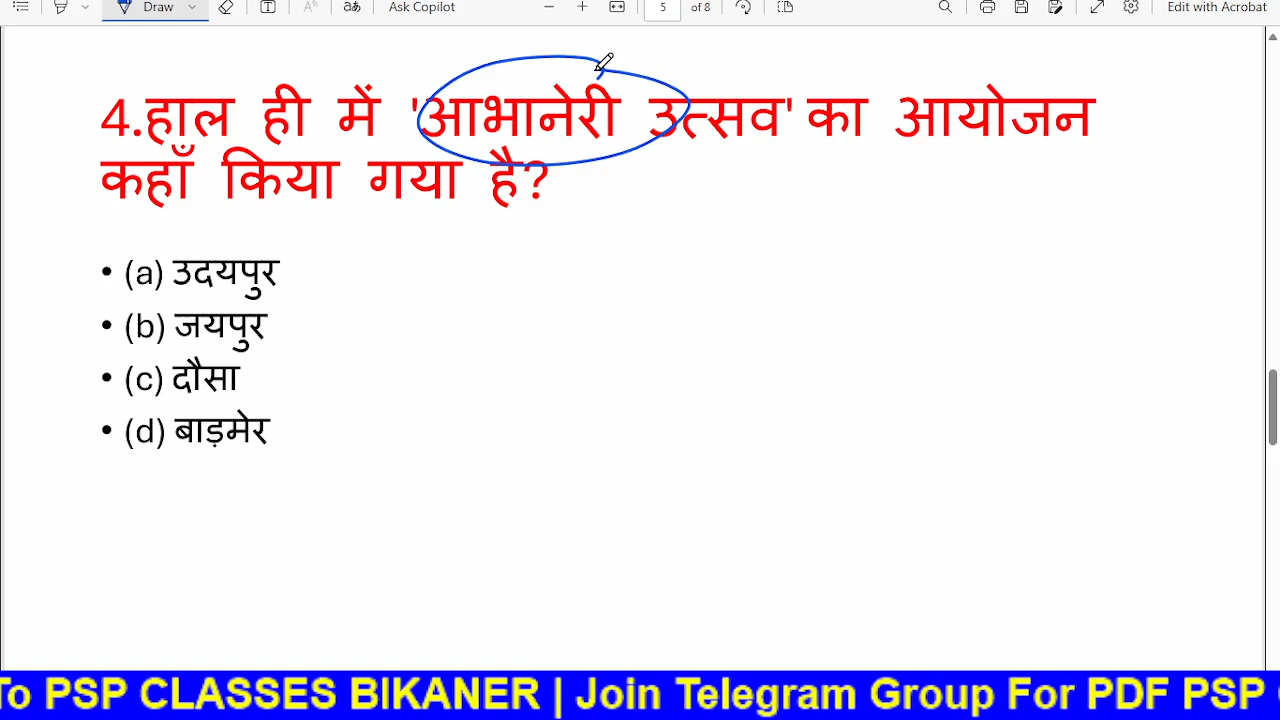 Draw
Ask Copilot
5 of 8
Edit with Acrobat
4.हाल ही में 'आभानेरी उत्सव' का आयोजन
कहाँ किया गया है?
• (a) उदयपुर
• (b) जयपुर
• (c) दौसा
• (d) बाड़मेर
To PSP CLASSES BIKANER | Join Telegram Group For PDF PSP